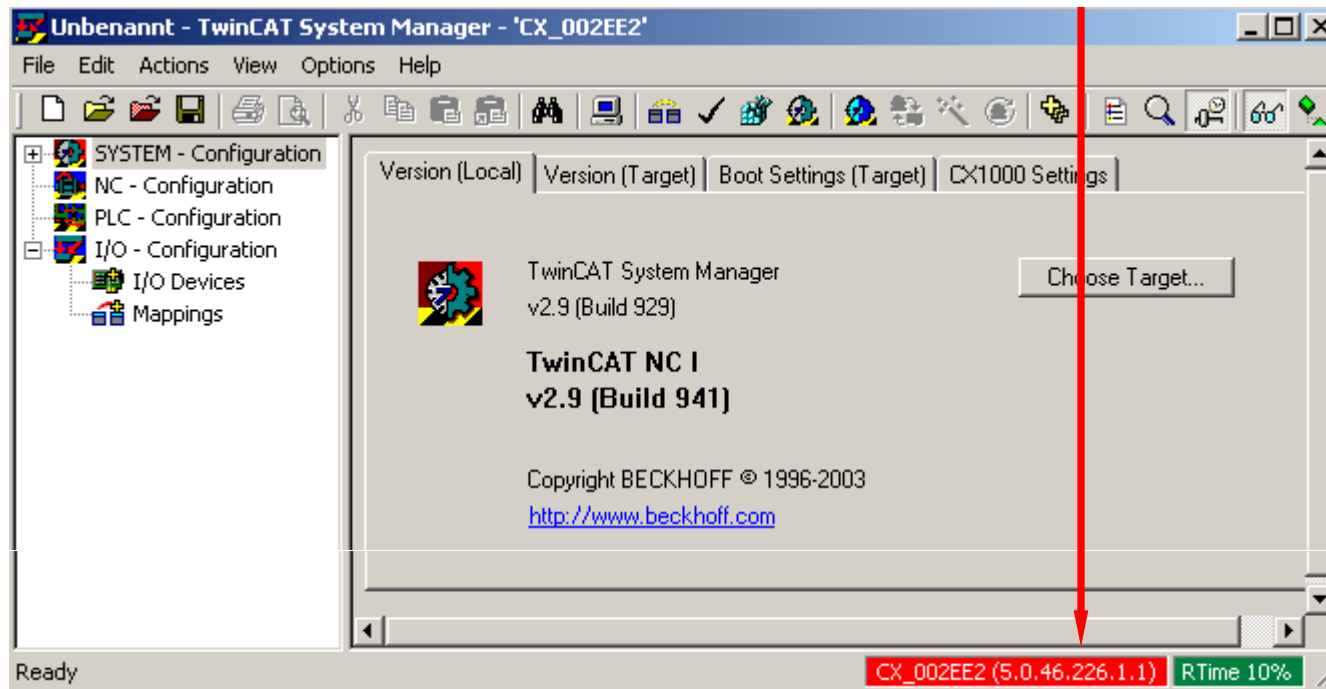 Unbenannt - TwinCAT System Manager - 'CX_002EE2'
File Edit Actions View Options Help
SYSTEM - Configuration
NC - Configuration
PLC - Configuration
I/O - Configuration
I/O Devices
Mappings
Version (Local) Version (Target) Boot Settings (Target) CX1000 Settings
TwinCAT System Manager
v2.9 (Build 929)
Choose Target...
TwinCAT NC I
v2.9 (Build 941)
Copyright BECKHOFF © 1996-2003
http://www.beckhoff.com
Ready CX_002EE2 (5.0.46.226.1.1) RTime 10%